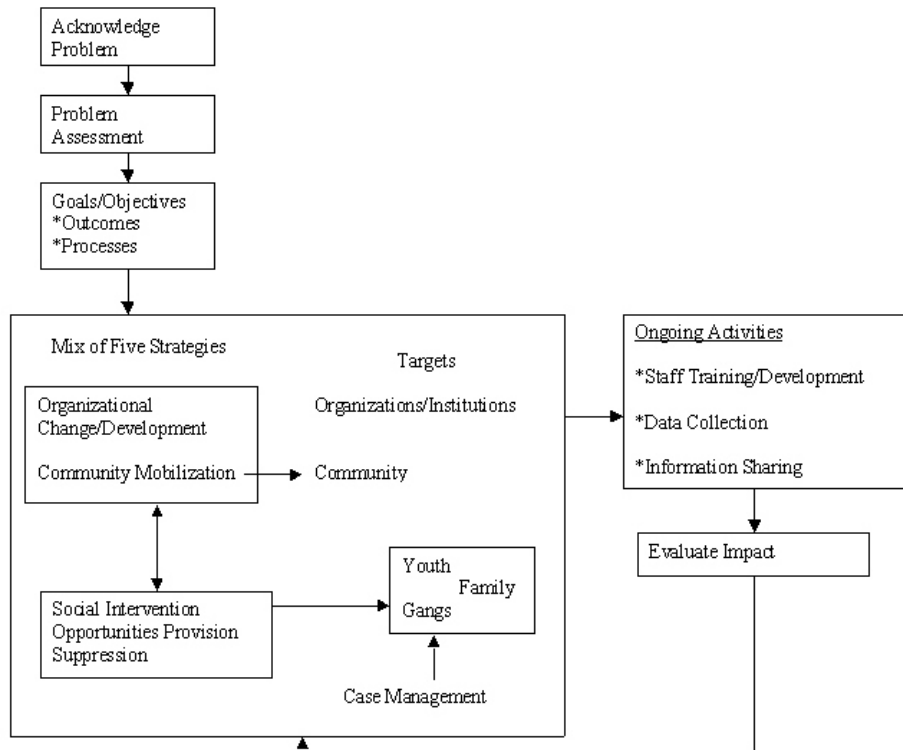 Acknowledge
Problem
Problem
Assessment
Goals/Objectives
*Outcomes
*Processes
Mix of Five Strategies
Targets
Organizational
Change/Development
Organizations/Institutions
Community Mobilization
Community
Social Intervention
Opportunities Provision
Suppression
Youth
Family
Gangs
Case Management
Ongoing Activities
*Staff Training/Development
*Data Collection
*Information Sharing
Evaluate Impact